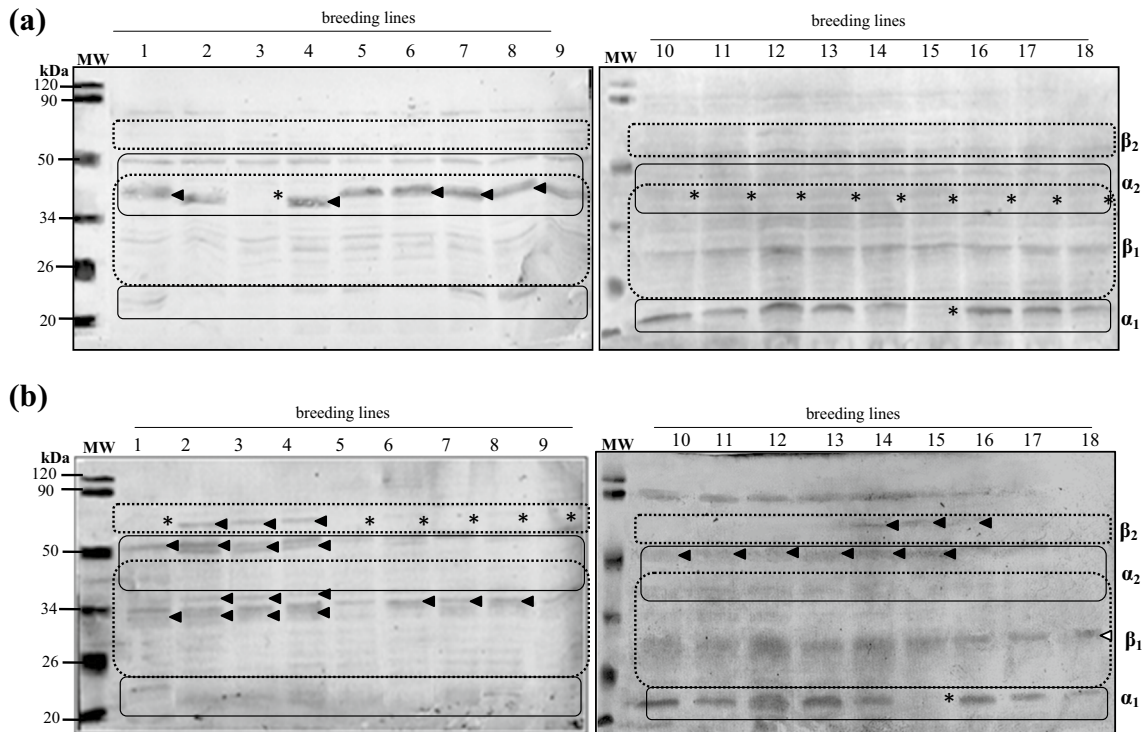 (a)
breeding lines
1 2 3 4 5 6 7 8 9
MW
kDa
120
90
50
34
26
20
*
breeding lines
10 11 12 13 14 15 16 17 18
MW
* * * * * * * * *
*
β2
α2
β1
α1
(b)
breeding lines
1 2 3 4 5 6 7 8 9
MW
kDa
120
90
50
34
26
20
* * * * * *
breeding lines
10 11 12 13 14 15 16 17 18
MW
*
β2
α2
β1
α1